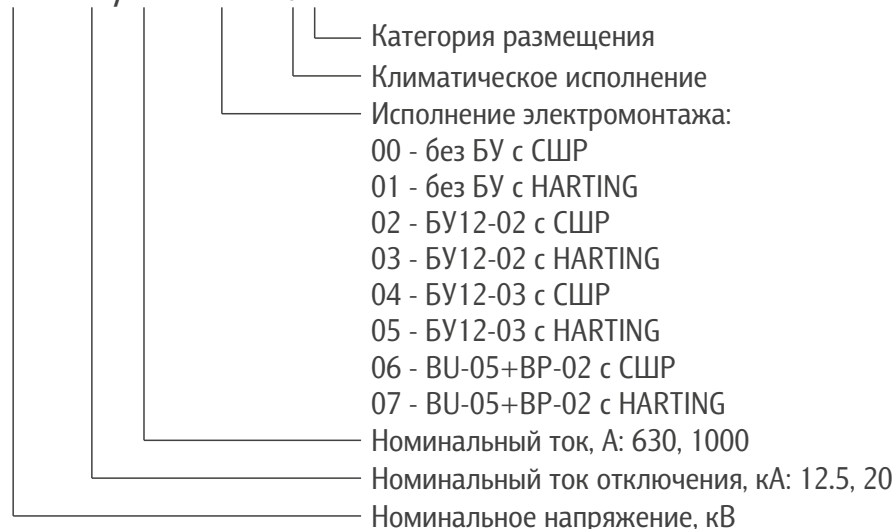 Категория размещения
Климатическое исполнение
Исполнение электромонтажа:
00 - без БУ с СШР
01 - без БУ с HARTING
02 - БУ12-02 с СШР
03 - БУ12-02 с HARTING
04 - БУ12-03 с СШР
05 - БУ12-03 с HARTING
06 - BU-05+BP-02 с СШР
07 - BU-05+BP-02 с HARTING
Номинальный ток, А: 630, 1000
Номинальный ток отключения, кА: 12.5, 20
Номинальное напряжение, кВ